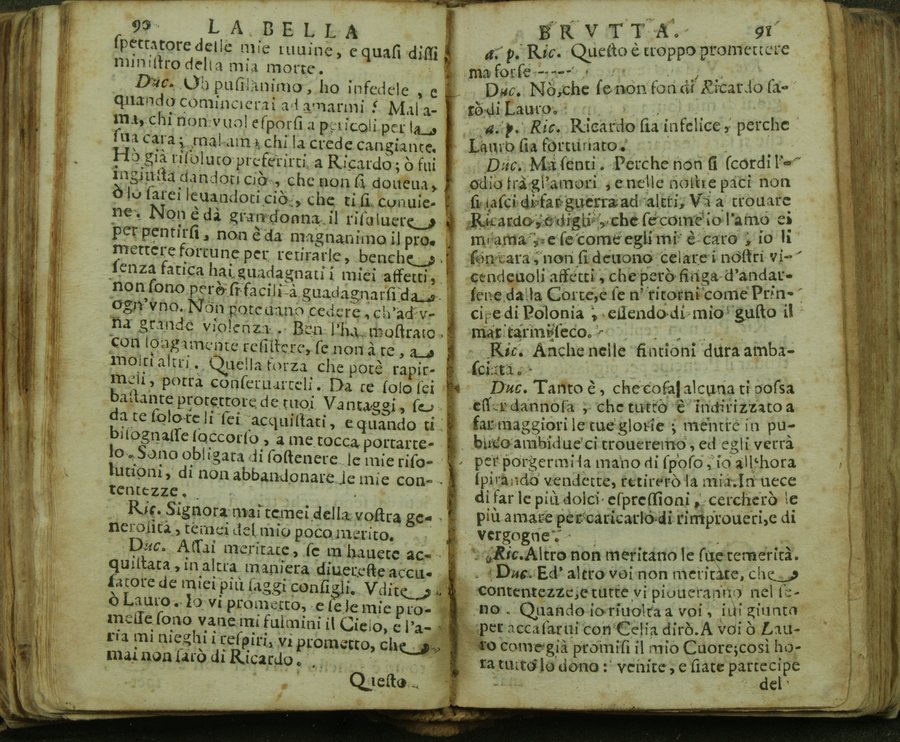 90 LA BELLA
spettatore delle mie ruuine, e quasi dissi
ministro della mia morte.
Duc. Oh pusilanimo, ho infedele, e
quando comincierai ad amarmi? Mal a-
ma, chi non vuol esporsi a pericoli per la
sua cara; mal ama chi la crede cangiante.
Hò già risoluto preferirti a Ricardo; ò fui
ingiusta dandoti ciò, che non si doueua,
ò lo sarei leuandoti ciò, che ti si conuie-
ne. Non è dà gran donna il risoluere
per pentirsi, non è da magnanimo il pro-
mettere fortune per retirarle, benche
senza fatica hai guadagnati i miei affetti,
non sono però sì facili à guadagnarsi da
ogn'vno. Non poteuano cedere, ch'ad v-
na grande violenza. Ben l'ha mostrato
con longamente resistere, se non à te, a
molti altri. Quella forza che potè rapir-
meli, potrà conseruarteli. Da te solo sei
bastante protettore de tuoi Vantaggi, se
da te solo te li sei acquistati, e quando ti
bisognasse soccorso, a me tocca portarte-
lo. Sono obligata di sostenere le mie riso-
lutioni, di non abbandonare le mie con-
tentezze.
Ric. Signora mai temei della vostra ge-
nerosità, temei del mio poco merito.
Duc. Assai meritate, se m hauete ac-
quistata, in altra maniera diuereste accu-
satore de miei più saggi consigli. Vdite
ò Lauro. Io vi prometto, e se le mie pro-
messe sono vane mi fulmini il Cielo, e l'a-
ria mi nieghi i respiri, vi prometto, che
mai non sarò di Ricardo.
Questo
BRVTTA. 91
a. p. Ric. Questo è troppo promettere
ma forse ----
Duc. Nò, che se non fon di Ricardo sa-
rò di Lauro.
a. p. Ric. Ricardo sia infelice, perche
Lauro sia fortunato.
Duc. Ma senti. Perche non si scordi l'-
odio trà gl'amori, e nelle nostre paci non
si lasci di far guerra ad altri, Va a trouare
Ricardo, e digli, che se come io l'amo ei
m'ama, e se come egli mi è caro, io li
son cara, non si deuono celare i nostri vi-
cendeuoli affetti, che però finga d'andar-
sene dalla Corte, e se n' ritorni come Prin-
cipe di Polonia, essendo di mio gusto il
maritarmi seco.
Ric. Anche nelle fintioni dura amba-
sciata.
Duc. Tanto è, che cosa alcuna ti possa
esser dannosa, che tutto è indirizzato a
far maggiori le tue glorie; mentre in pu-
blico ambidue ci troueremo, ed egli verrà
per porgermi la mano di sposo, io all'hora
spirando vendette, retirerò la mia. In uece
di far le più dolci espressioni, cercherò le
più amare per caricarlo di rimproueri, e di
vergogne.
Ric. Altro non meritano le sue temerità.
Duc. Ed' altro voi non meritate, che
contentezze, e tutte vi pioueranno nel se-
no. Quando io riuolta a voi, iui giunto
per accasarui con Celia dirò. A voi ò Lau-
ro come già promisi il mio Cuore; così ho-
ra tutto lo dono: venite, e siate partecipe
del